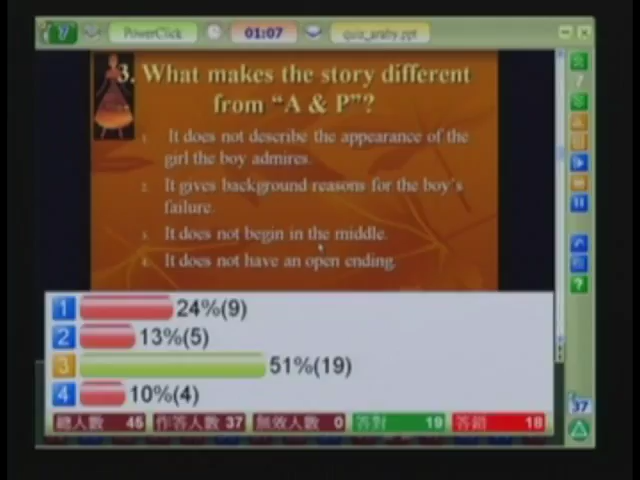 7 PowerClick 01:07 quiz_araby.ppt
3. What makes the story different
from “A & P”?
1. It does not describe the appearance of the
girl the boy admires.
2. It gives background reasons for the boy's
failure.
3. It does not begin in the middle.
4. It does not have an open ending.
1 24%(9)
2 13%(5)
3 51%(19)
4 10%(4)
總人數 45 作答人數 37 無效人數 0 答對 19 答錯 18
37